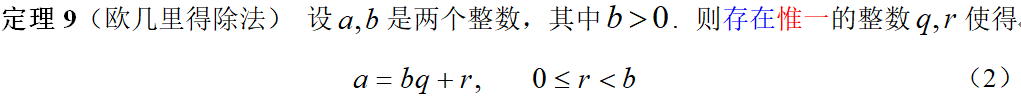 定理 9（欧几里得除法） 设 a,b 是两个整数，其中 b>0. 则存在惟一的整数 q,r 使得
a = bq + r,  0 ≤ r < b （2）